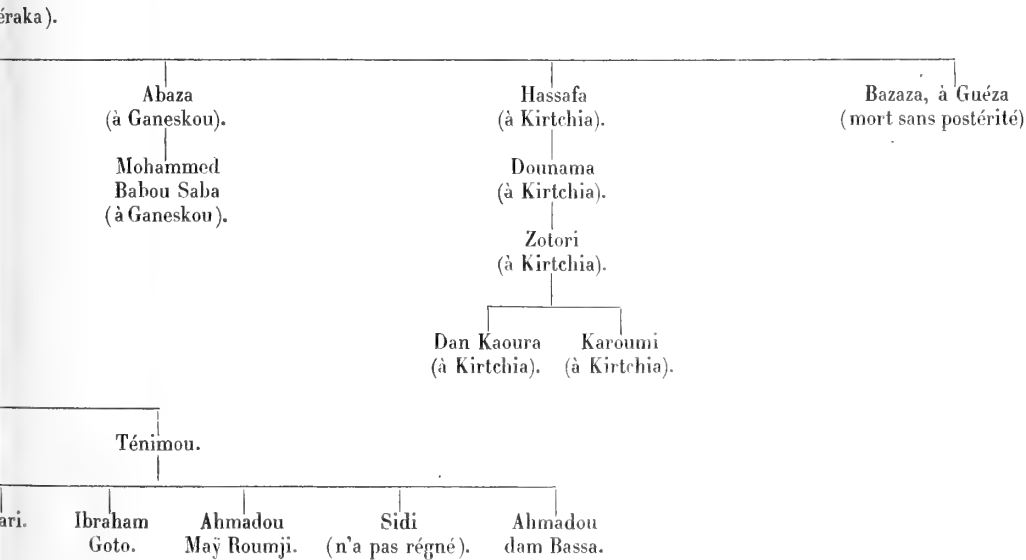 éraka).
Abaza
(à Ganeskou).
Mohammed
Babou Saba
(à Ganeskou).
Hassafa
(à Kirtchia).
Dounama
(à Kirtchia).
Zotori
(à Kirtchia).
Dan Kaoura
(à Kirtchia).
Karoumi
(à Kirtchia).
Bazaza, à Guéza
(mort sans postérité)
Ténimou.
ari.
Ibraham
Goto.
Ahmadou
Maÿ Roumji.
Sidi
(n'a pas régné).
Ahmadou
dam Bassa.